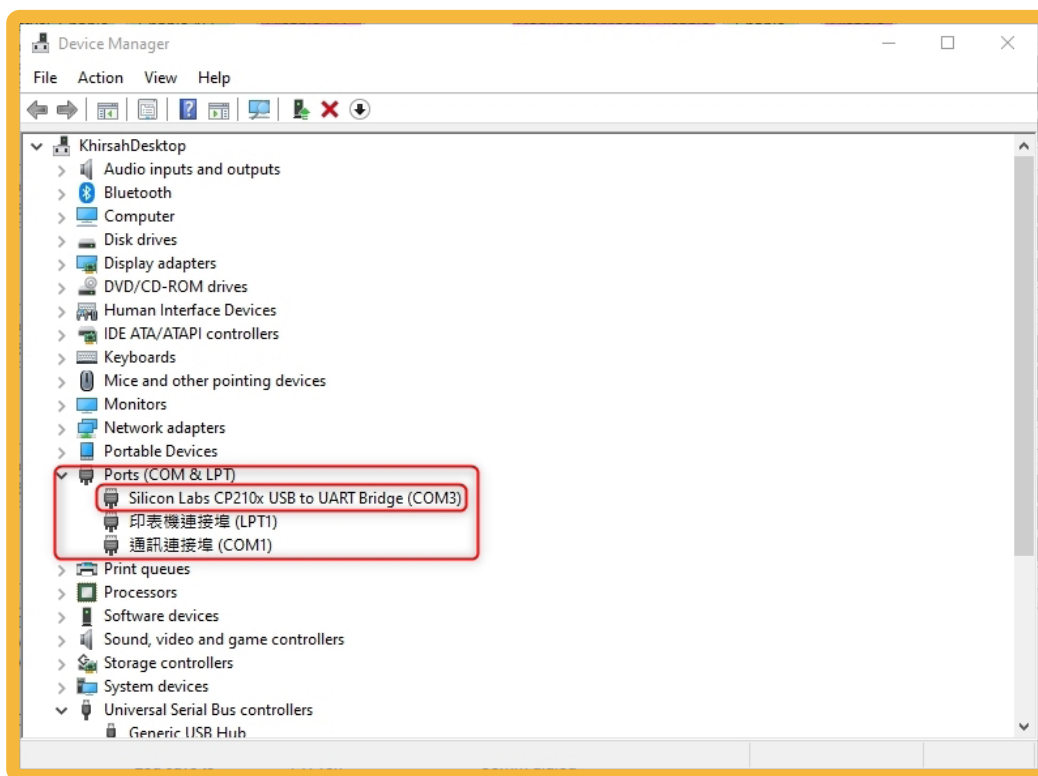 Device Manager
File Action View Help
KhirsahDesktop
Audio inputs and outputs
Bluetooth
Computer
Disk drives
Display adapters
DVD/CD-ROM drives
Human Interface Devices
IDE ATA/ATAPI controllers
Keyboards
Mice and other pointing devices
Monitors
Network adapters
Portable Devices
Ports (COM & LPT)
Silicon Labs CP210x USB to UART Bridge (COM3)
印表機連接埠 (LPT1)
通訊連接埠 (COM1)
Print queues
Processors
Software devices
Sound, video and game controllers
Storage controllers
System devices
Universal Serial Bus controllers
Generic USB Hub